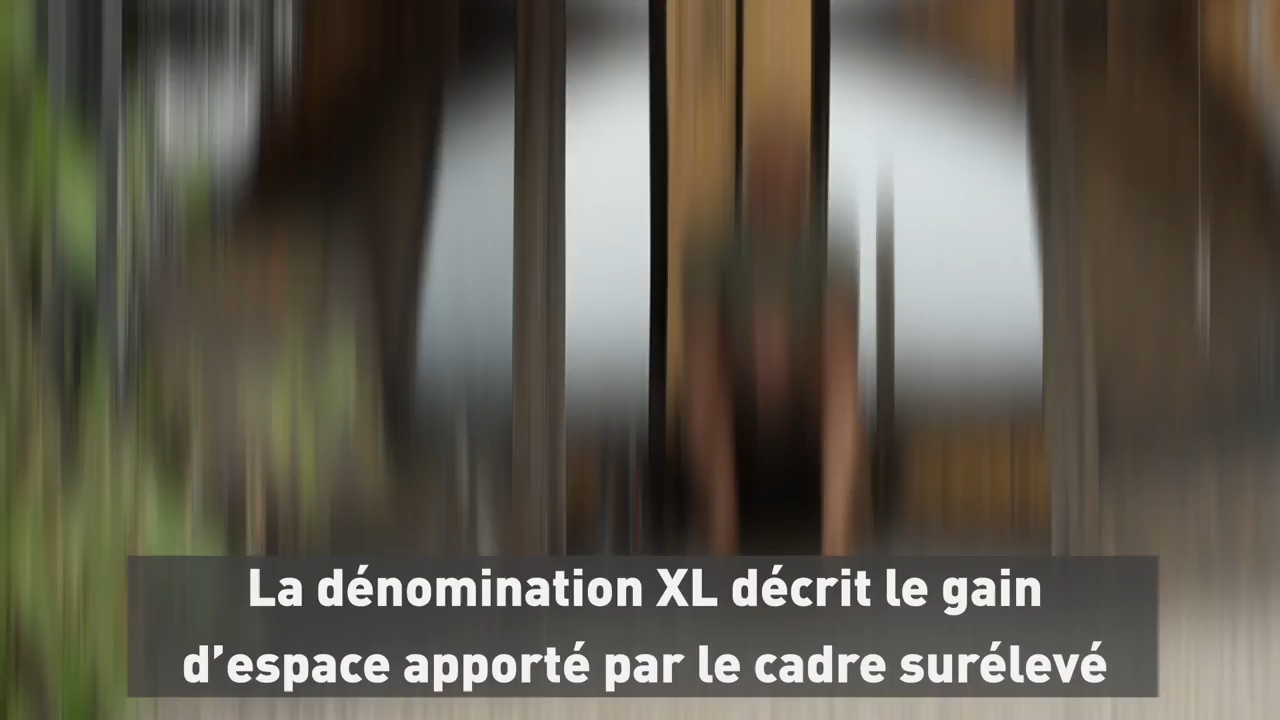 La dénomination XL décrit le gain
d’espace apporté par le cadre surélevé